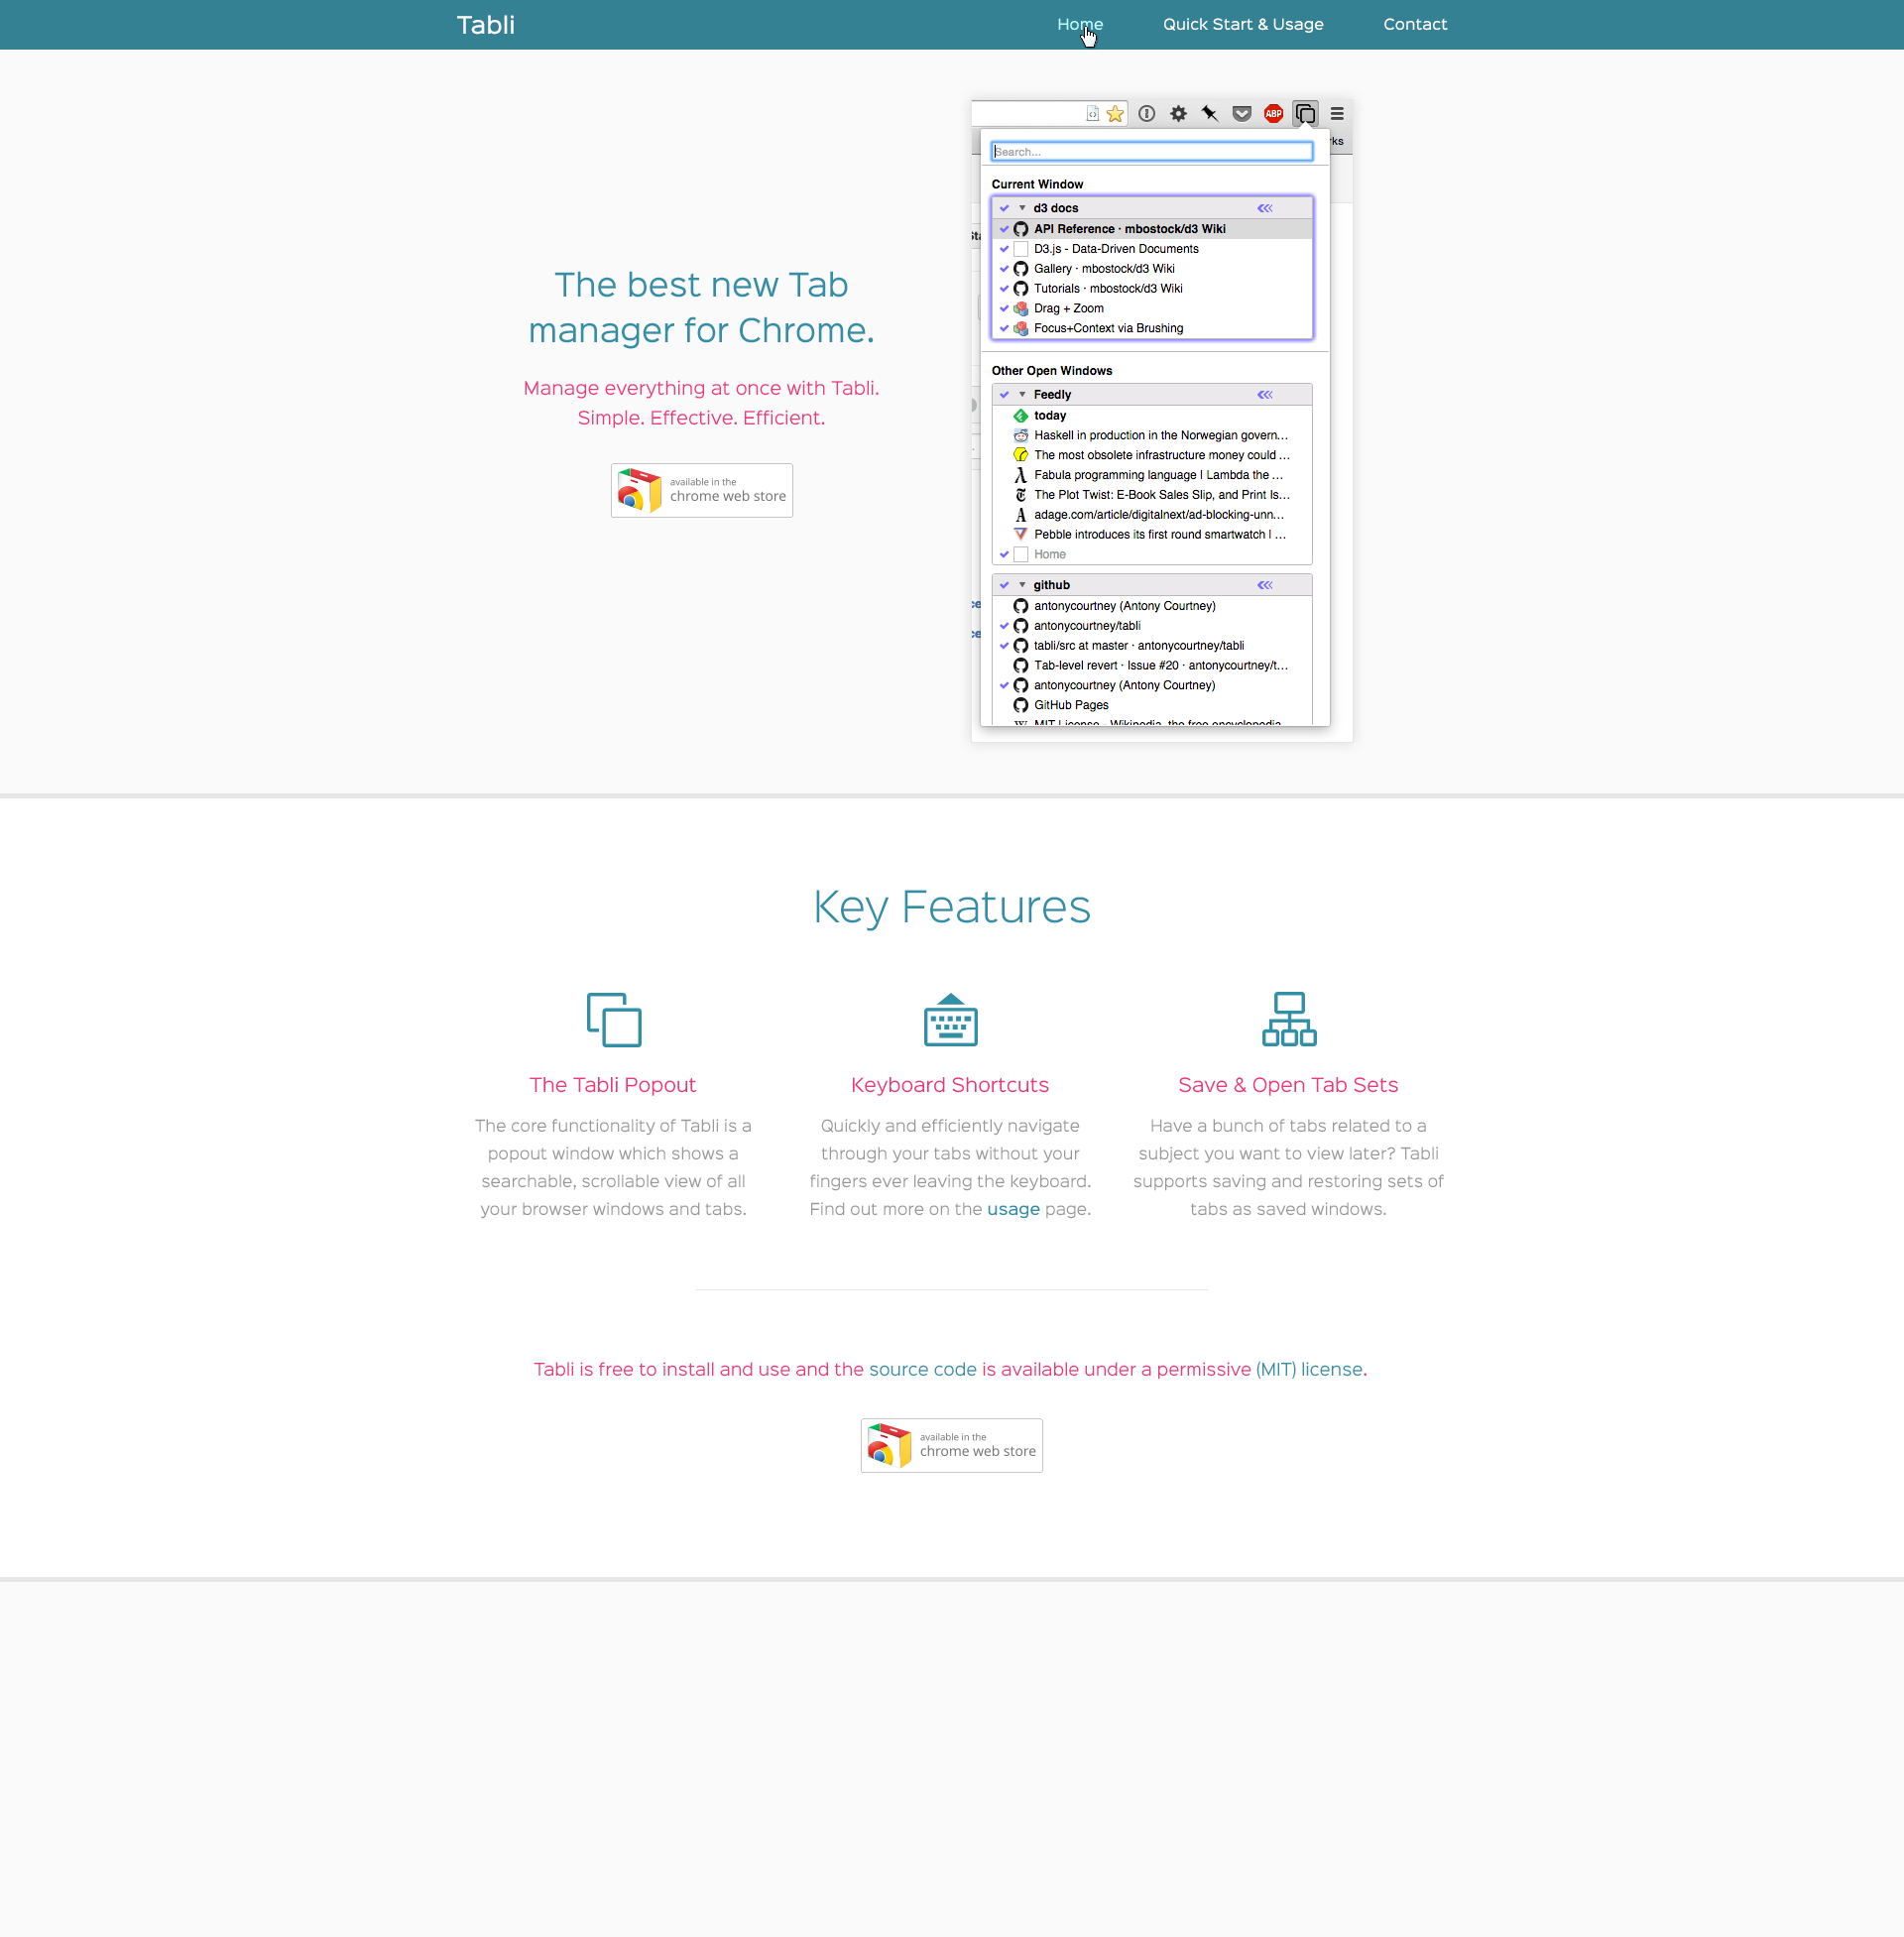 Tabli
Home
Quick Start & Usage
Contact
The best new Tab
manager for Chrome.
Manage everything at once with Tabli.
Simple. Effective. Efficient.
available in the
chrome web store
ABP
Search...
Current Window
d3 docs
API Reference · mbostock/d3 Wiki
D3.js - Data-Driven Documents
Gallery · mbostock/d3 Wiki
Tutorials · mbostock/d3 Wiki
Drag + Zoom
Focus+Context via Brushing
Other Open Windows
Feedly
today
Haskell in production in the Norwegian govern...
The most obsolete infrastructure money could ...
Fabula programming language | Lambda the ...
The Plot Twist: E-Book Sales Slip, and Print Is...
adage.com/article/digitalnext/ad-blocking-unn...
Pebble introduces its first round smartwatch | ...
Home
github
antonycourtney (Antony Courtney)
antonycourtney/tabli
tabli/src at master · antonycourtney/tabli
Tab-level revert · Issue #20 · antonycourtney/t...
antonycourtney (Antony Courtney)
GitHub Pages
MIT License - Wikipedia, the free encyclopedia
Key Features
The Tabli Popout
The core functionality of Tabli is a
popout window which shows a
searchable, scrollable view of all
your browser windows and tabs.
Keyboard Shortcuts
Quickly and efficiently navigate
through your tabs without your
fingers ever leaving the keyboard.
Find out more on the usage page.
Save & Open Tab Sets
Have a bunch of tabs related to a
subject you want to view later? Tabli
supports saving and restoring sets of
tabs as saved windows.
Tabli is free to install and use and the source code is available under a permissive (MIT) license.
available in the
chrome web store